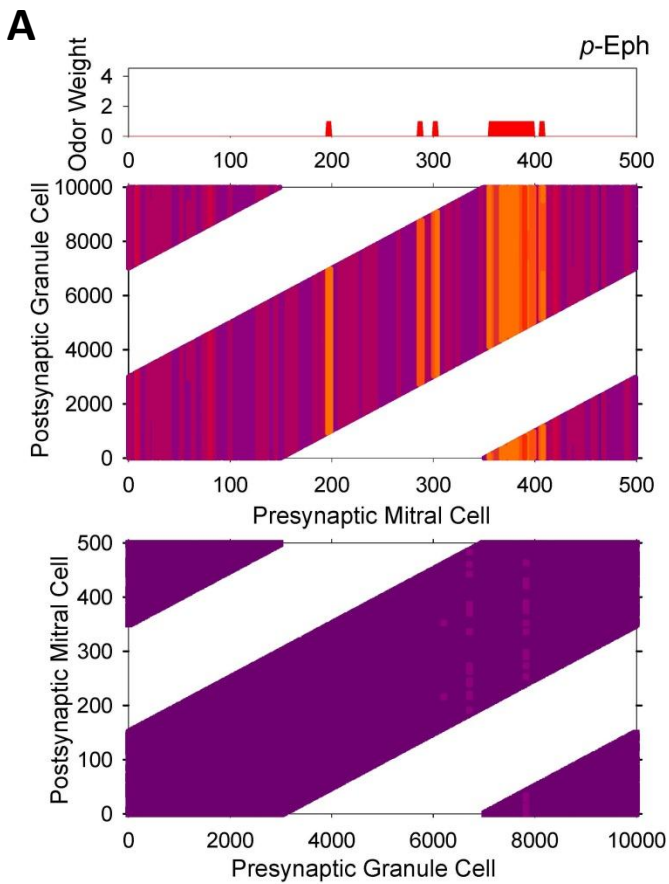 A
p-Eph
Odor Weight
4
2
0
0 100 200 300 400 500
Postsynaptic Granule Cell
10000
8000
6000
4000
2000
0
0 100 200 300 400 500
Presynaptic Mitral Cell
Postsynaptic Mitral Cell
500
400
300
200
100
0
0 2000 4000 6000 8000 10000
Presynaptic Granule Cell